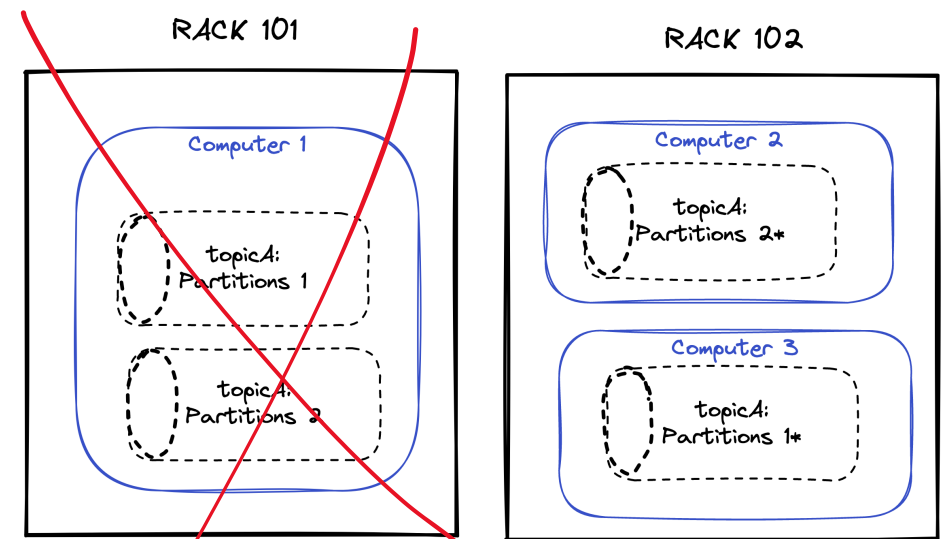 RACK 101
Computer 1
topicA:
Partitions 1
topicA:
Partitions 2
RACK 102
Computer 2
topicA:
Partitions 2*
Computer 3
topicA:
Partitions 1*